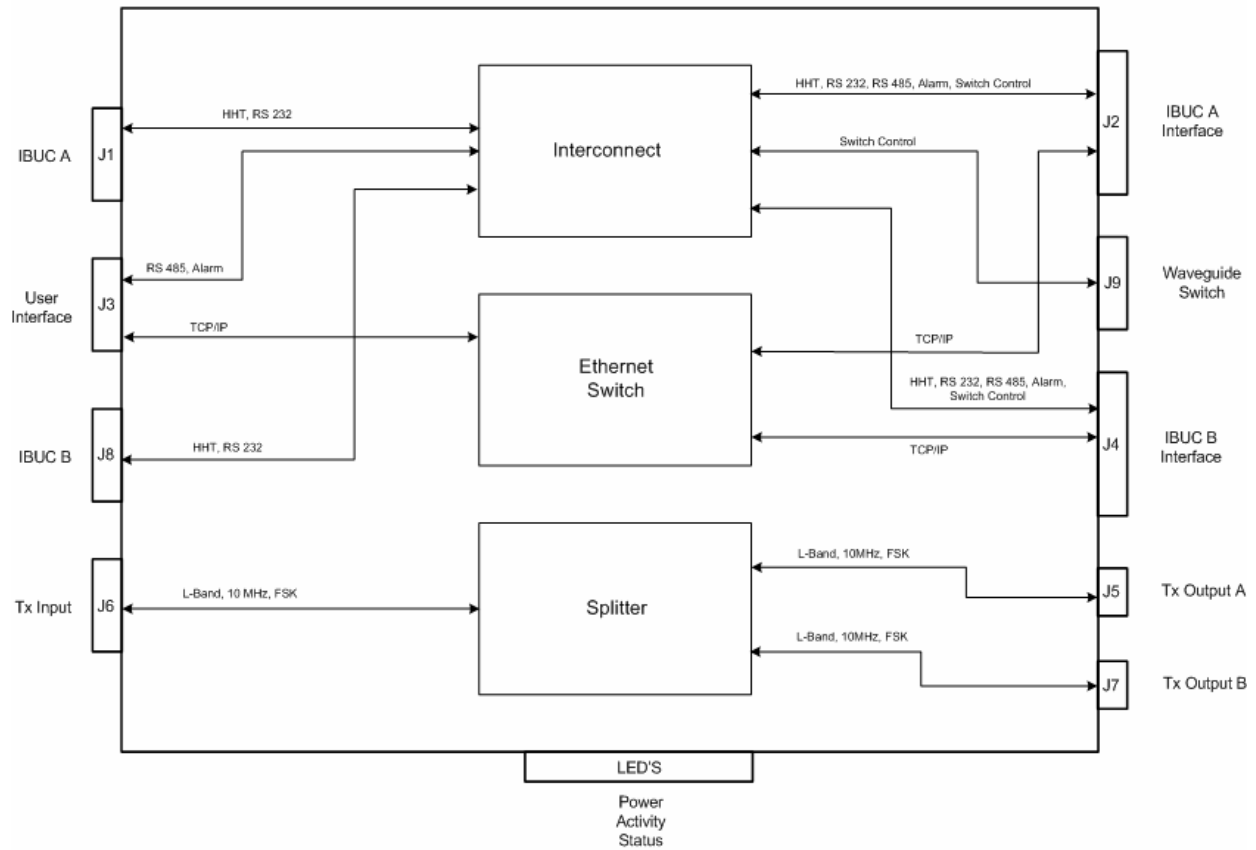 HHT, RS 232, RS 485, Alarm, Switch Control
HHT, RS 232
J1
IBUC A
Interconnect
Switch Control
J2
IBUC A
Interface
RS 485, Alarm
J3
User
Interface
TCP/IP
J9
Waveguide
Switch
TCP/IP
Ethernet
Switch
HHT, RS 232, RS 485, Alarm,
Switch Control
J8
IBUC B
HHT, RS 232
TCP/IP
J4
IBUC B
Interface
L-Band, 10MHz, FSK
J6
Tx Input
L-Band, 10 MHz, FSK
Splitter
J5
Tx Output A
L-Band, 10MHz, FSK
J7
Tx Output B
LED'S
Power
Activity
Status